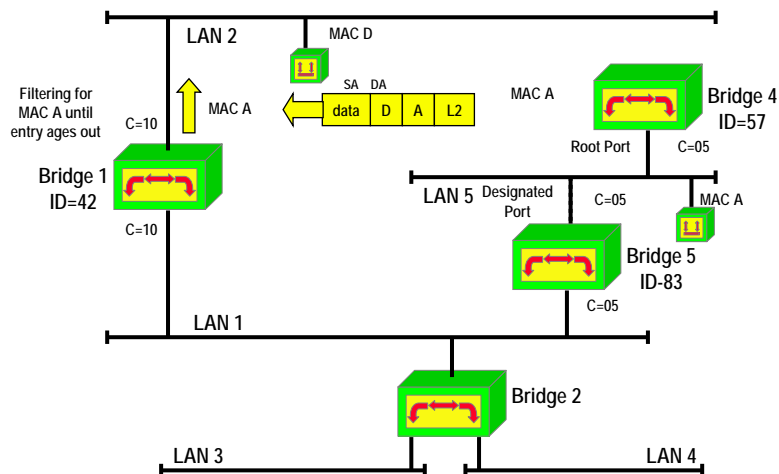 LAN 2
MAC D
Filtering for
MAC A until
entry ages out
C=10
MAC A
SA DA
data D A L2
MAC A
Bridge 4
ID=57
Root Port
C=05
Bridge 1
ID=42
LAN 5
Designated
Port
C=05
MAC A
C=10
Bridge 5
ID-83
C=05
LAN 1
Bridge 2
LAN 3
LAN 4